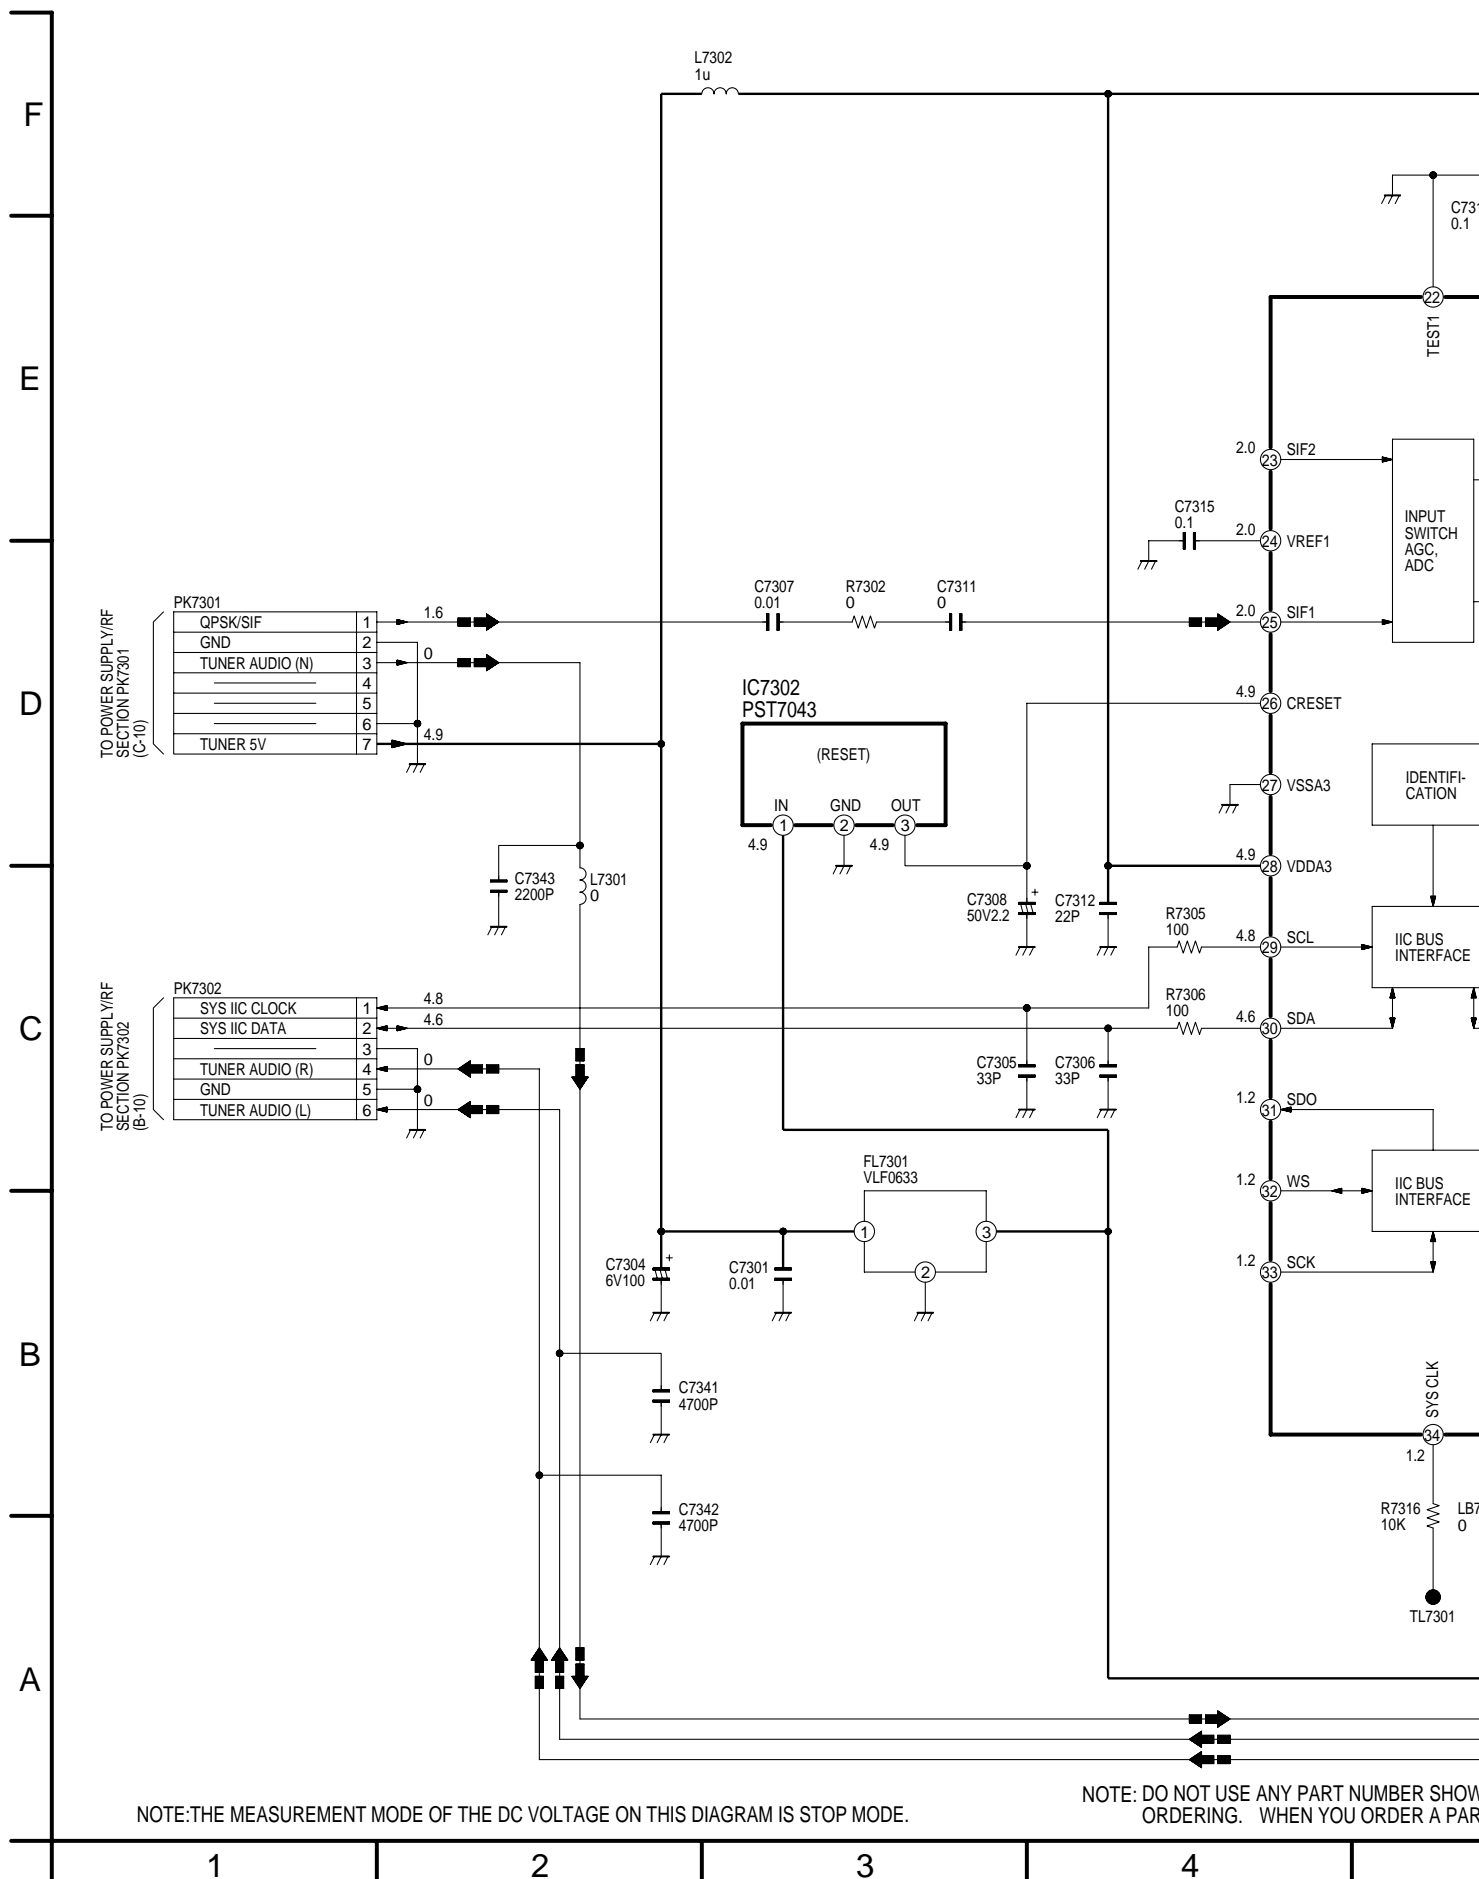 L7302
1u
F
C731
0.1
22
TEST1
E
2.0
23
SIF2
C7315
0.1
2.0
24
VREF1
INPUT
SWITCH
AGC,
ADC
C7307
0.01
R7302
0
C7311
0
2.0
25
SIF1
TO POWER SUPPLY/RF
SECTION PK7301
(C-10)
PK7301
QPSK/SIF 1 1.6
GND 2
TUNER AUDIO (N) 3 0
4
5
6
TUNER 5V 7 4.9
D
IC7302
PST7043
(RESET)
IN GND OUT
1 2 3
4.9 4.9
4.9
26
CRESET
27
VSSA3
IDENTIFI-
CATION
4.9
28
VDDA3
C7343
2200P
L7301
0
C7308
50V2.2
+
C7312
22P
R7305
100
4.8
29
SCL
IIC BUS
INTERFACE
C
TO POWER SUPPLY/RF
SECTION PK7302
(B-10)
PK7302
SYS IIC CLOCK 1 4.8
SYS IIC DATA 2 4.6
3
TUNER AUDIO (R) 4 0
GND 5
TUNER AUDIO (L) 6 0
R7306
100
4.6
30
SDA
C7305
33P
C7306
33P
1.2
31
SDO
1.2
32
WS
IIC BUS
INTERFACE
FL7301
VLF0633
1
3
2
C7304
6V100
+
C7301
0.01
1.2
33
SCK
B
C7341
4700P
SYS CLK
34
1.2
C7342
4700P
R7316
10K
LB7
0
TL7301
A
NOTE:THE MEASUREMENT MODE OF THE DC VOLTAGE ON THIS DIAGRAM IS STOP MODE.
NOTE: DO NOT USE ANY PART NUMBER SHOW
ORDERING. WHEN YOU ORDER A PAR
1 2 3 4